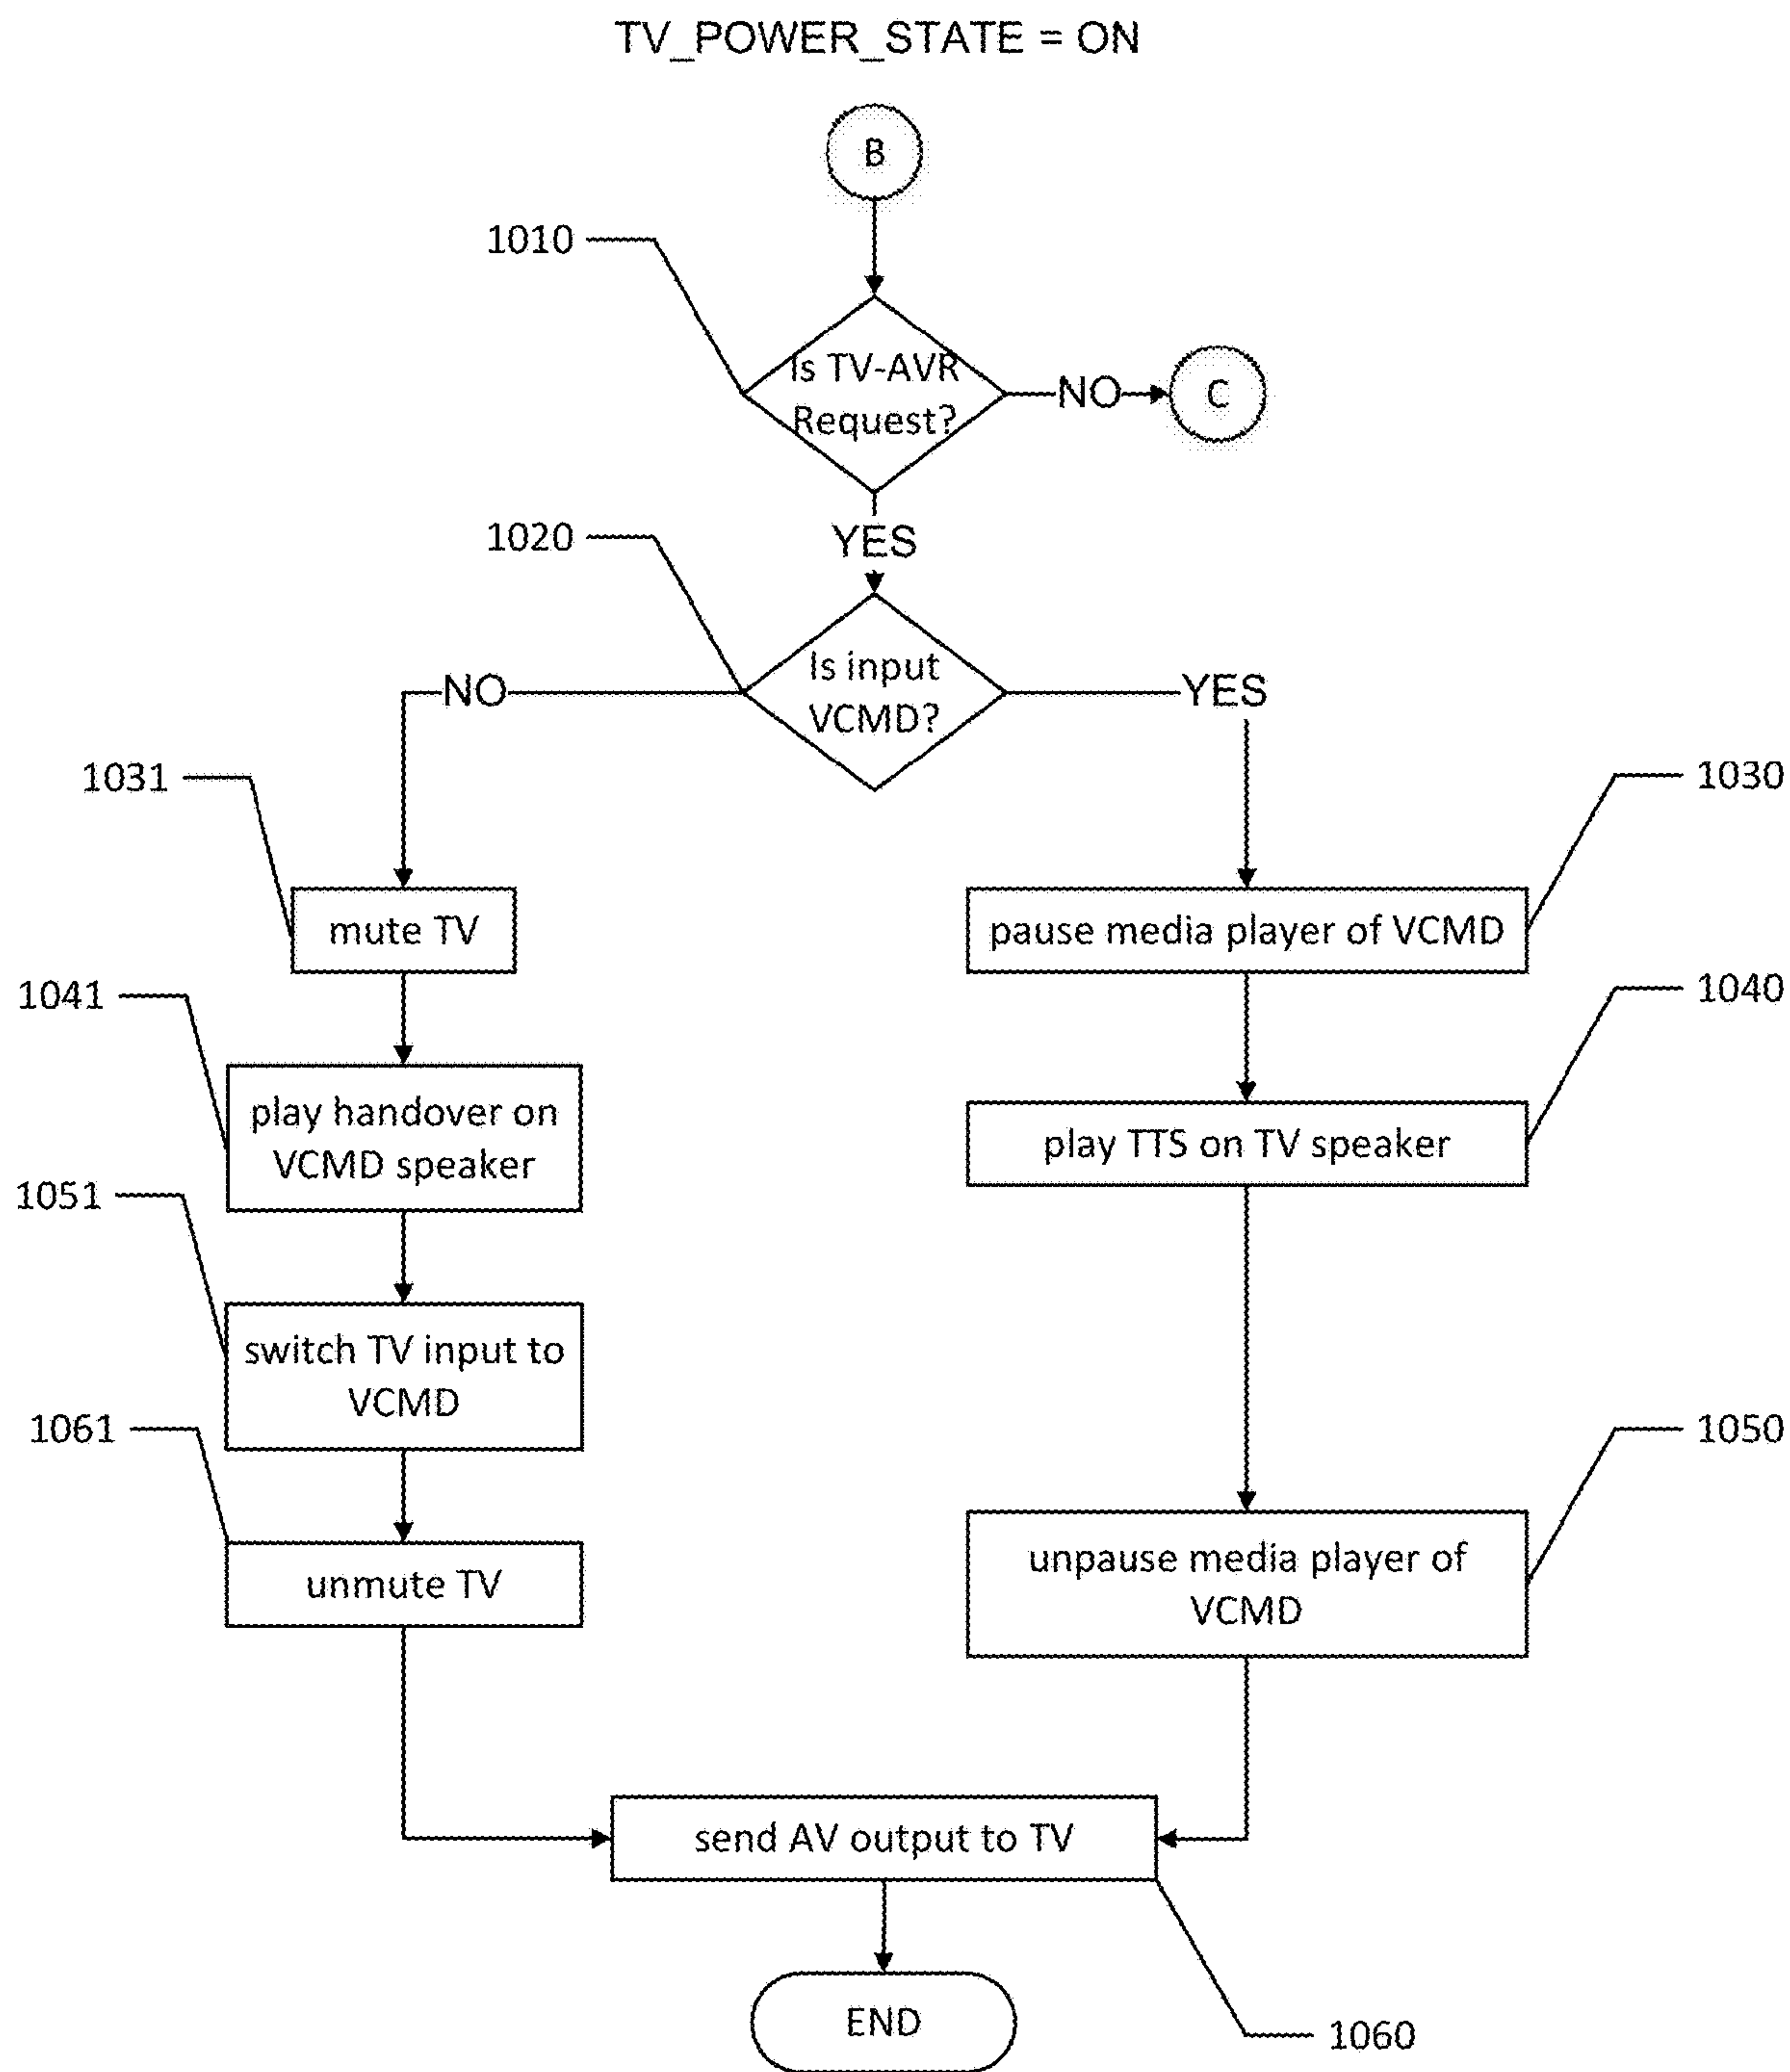 TV_POWER_STATE = ON
B
1010
Is TV-AVR
Request?
NO
C
YES
1020
Is input
VCMD?
NO
YES
1031
1030
mute TV
pause media player of VCMD
1041
1040
play handover on
VCMD speaker
play TTS on TV speaker
1051
switch TV input to
VCMD
1061
1050
unmute TV
unpause media player of
VCMD
send AV output to TV
END
1060